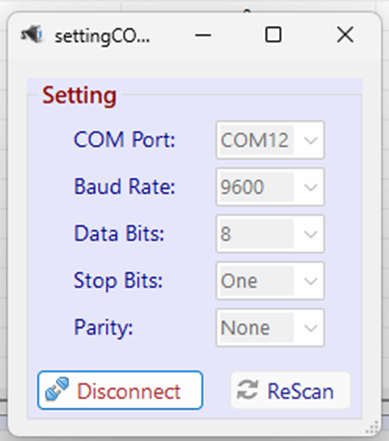 settingCO...
Setting
COM Port: COM12
Baud Rate: 9600
Data Bits: 8
Stop Bits: One
Parity: None
Disconnect ReScan